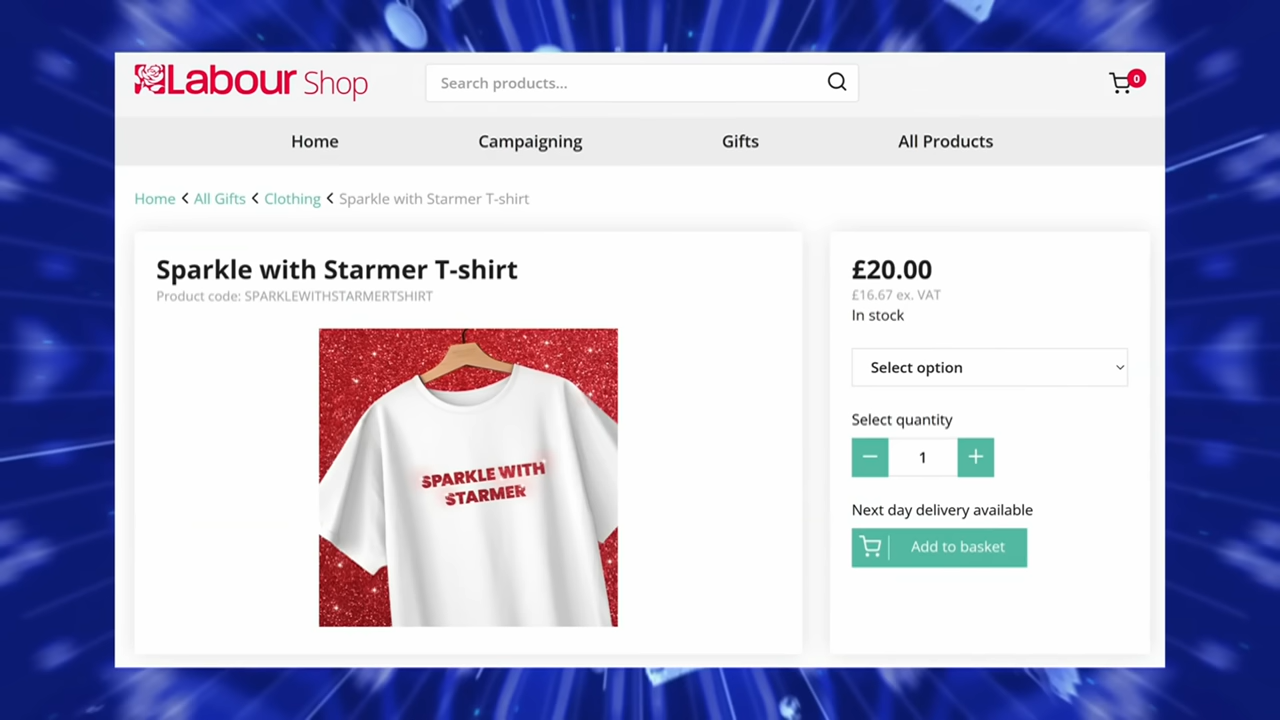 Labour Shop
Search products...
0
Home
Campaigning
Gifts
All Products
Home < All Gifts < Clothing < Sparkle with Starmer T-shirt
Sparkle with Starmer T-shirt
Product code: SPARKLEWITHSTARMERTSHIRT
SPARKLE WITH
STARMER
£20.00
£16.67 ex. VAT
In stock
Select option
Select quantity
− 1 +
Next day delivery available
Add to basket